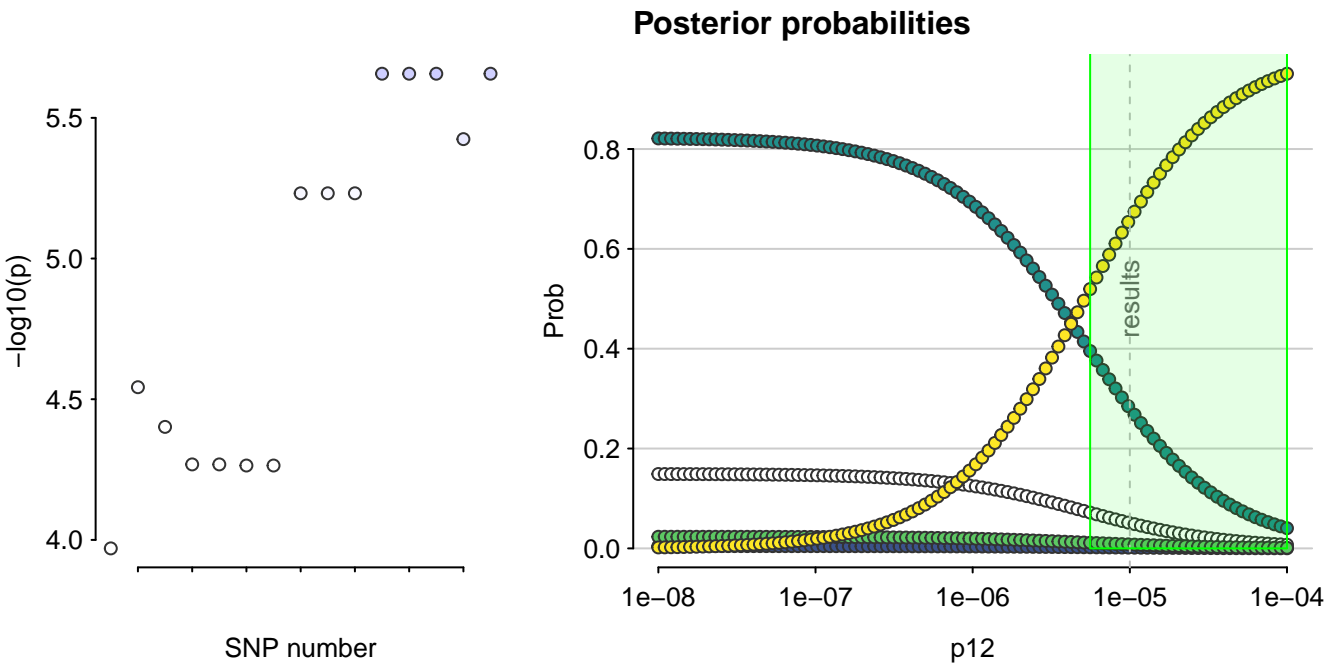 Posterior probabilities
−log10(p)
5.5
5.0
4.5
4.0
SNP number
Prob
0.8
0.6
0.4
0.2
0.0
results
1e−08
1e−07
1e−06
1e−05
1e−04
p12